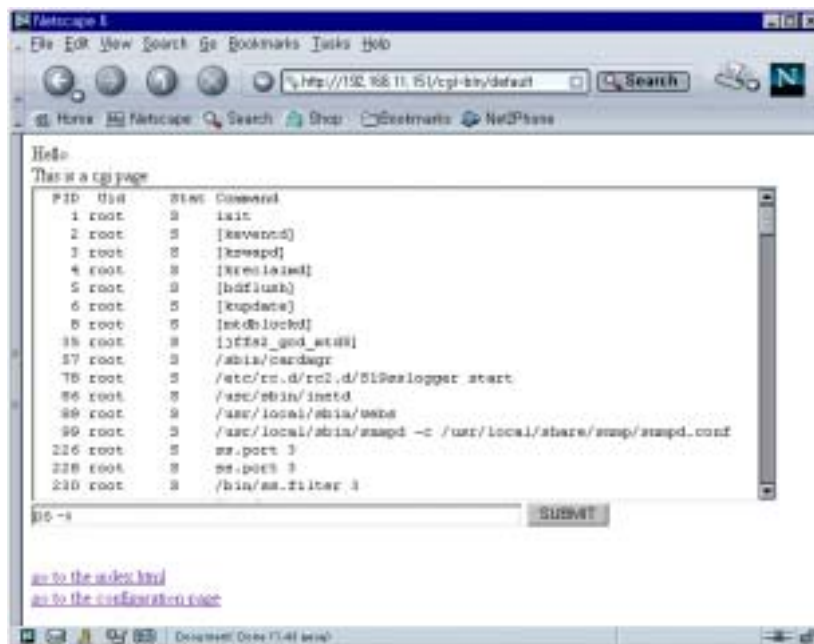 Netscape 6
File Edit View Search Go Bookmarks Tasks Help
http://192.168.11.151/cgi-bin/default Search N
Home Netscape Search Shop Bookmarks Net2Phone
Hello
This is a cgi page
PID Uid Stat Command
1 root S init
2 root S [keventd]
3 root S [kswapd]
4 root S [kreclaimd]
5 root S [bdflush]
6 root S [kupdate]
8 root S [mtdblockd]
35 root S [jffs2_gcd_mtd8]
57 root S /sbin/cardmgr
78 root S /etc/rc.d/rc2.d/S19sslogger start
86 root S /usr/sbin/inetd
89 root S /usr/local/sbin/webs
99 root S /usr/local/sbin/snmpd -c /usr/local/share/snmp/snmpd.conf
226 root S ss.port 3
228 root S ss.port 3
230 root S /bin/ss.filter 3
SUBMIT
go to the index.html
go to the configuration page
Document: Done